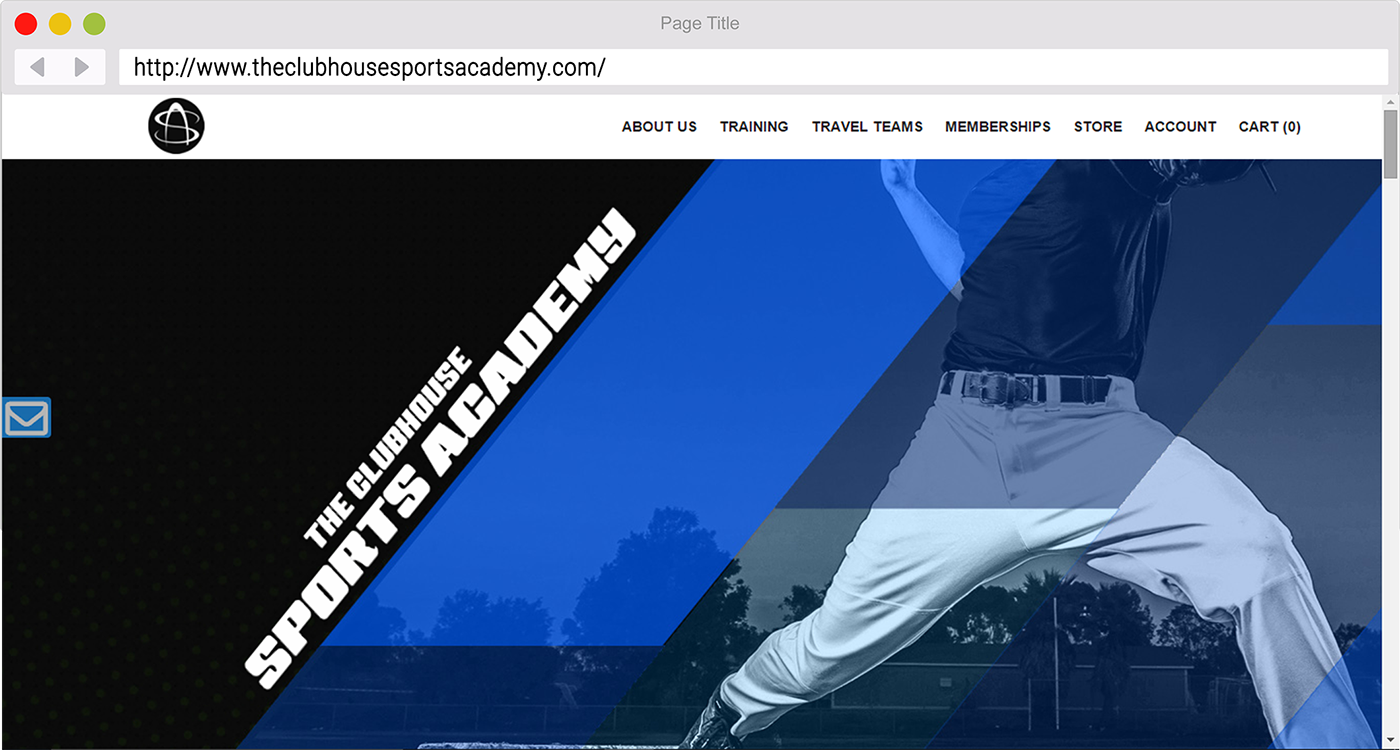 Page Title
http://www.theclubhousesportsacademy.com/
ABOUT US TRAINING TRAVEL TEAMS MEMBERSHIPS STORE ACCOUNT CART (0)
THE CLUBHOUSE
SPORTS ACADEMY